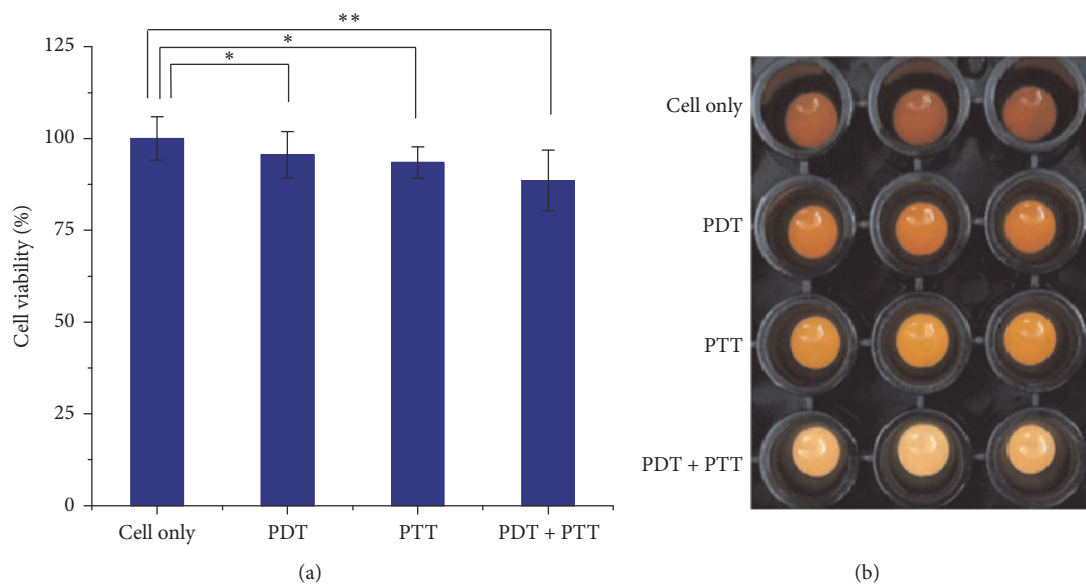 **
*
*
125
100
75
50
25
0
Cell viability (%)
Cell only
PDT
PTT
PDT + PTT
(a)
Cell only
PDT
PTT
PDT + PTT
(b)